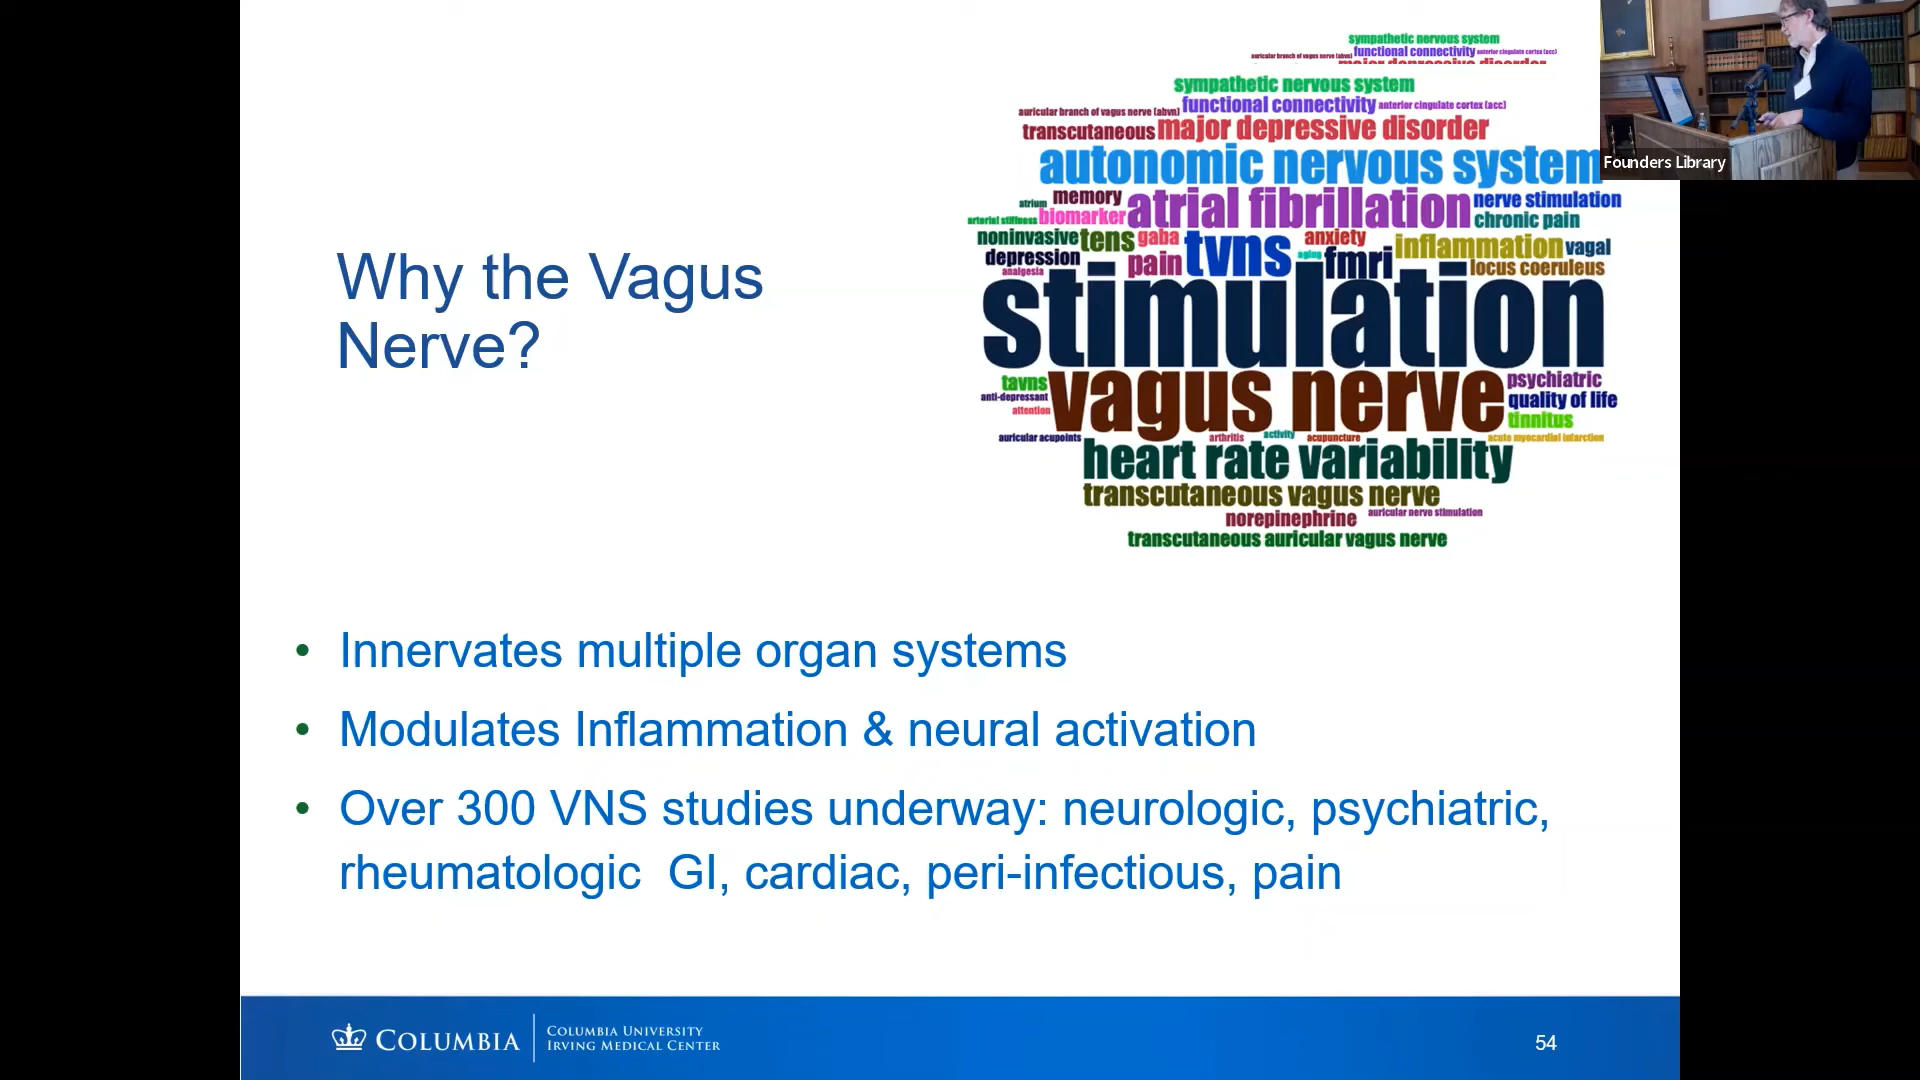 sympathetic nervous system
auricular branch of vagus nerve (abvn) functional connectivity anterior cingulate cortex (acc)
major depressive disorder
sympathetic nervous system
auricular branch of vagus nerve (abvn) functional connectivity anterior cingulate cortex (acc)
transcutaneous major depressive disorder
autonomic nervous system
atrium memory atrial fibrillation nerve stimulation
arterial stiffness biomarker chronic pain
noninvasive tens gaba tvns anxiety inflammation vagal
depression pain aging fmri locus coeruleus
analgesia
stimulation
tavns vagus nerve psychiatric
anti-depressant quality of life
attention tinnitus
auricular acupoints arthritis activity acupuncture acute myocardial infarction
heart rate variability
transcutaneous vagus nerve
norepinephrine auricular nerve stimulation
transcutaneous auricular vagus nerve
Founders Library
Why the Vagus
Nerve?
• Innervates multiple organ systems
• Modulates Inflammation & neural activation
• Over 300 VNS studies underway: neurologic, psychiatric,
rheumatologic  GI, cardiac, peri-infectious, pain
COLUMBIA
COLUMBIA UNIVERSITY
IRVING MEDICAL CENTER
54